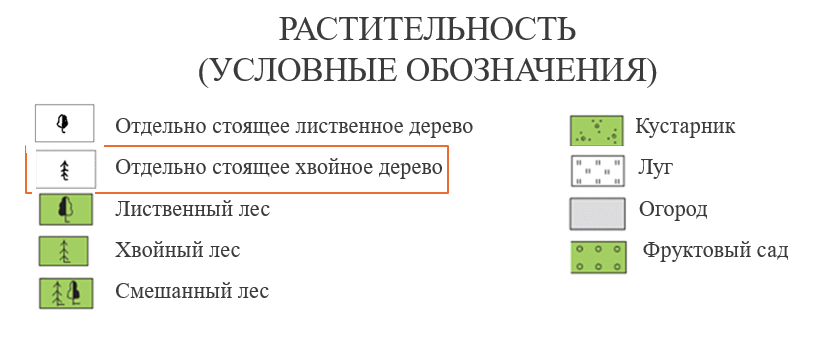 РАСТИТЕЛЬНОСТЬ
(УСЛОВНЫЕ ОБОЗНАЧЕНИЯ)
Отдельно стоящее лиственное дерево
Отдельно стоящее хвойное дерево
Лиственный лес
Хвойный лес
Смешанный лес
Кустарник
Луг
Огород
Фруктовый сад